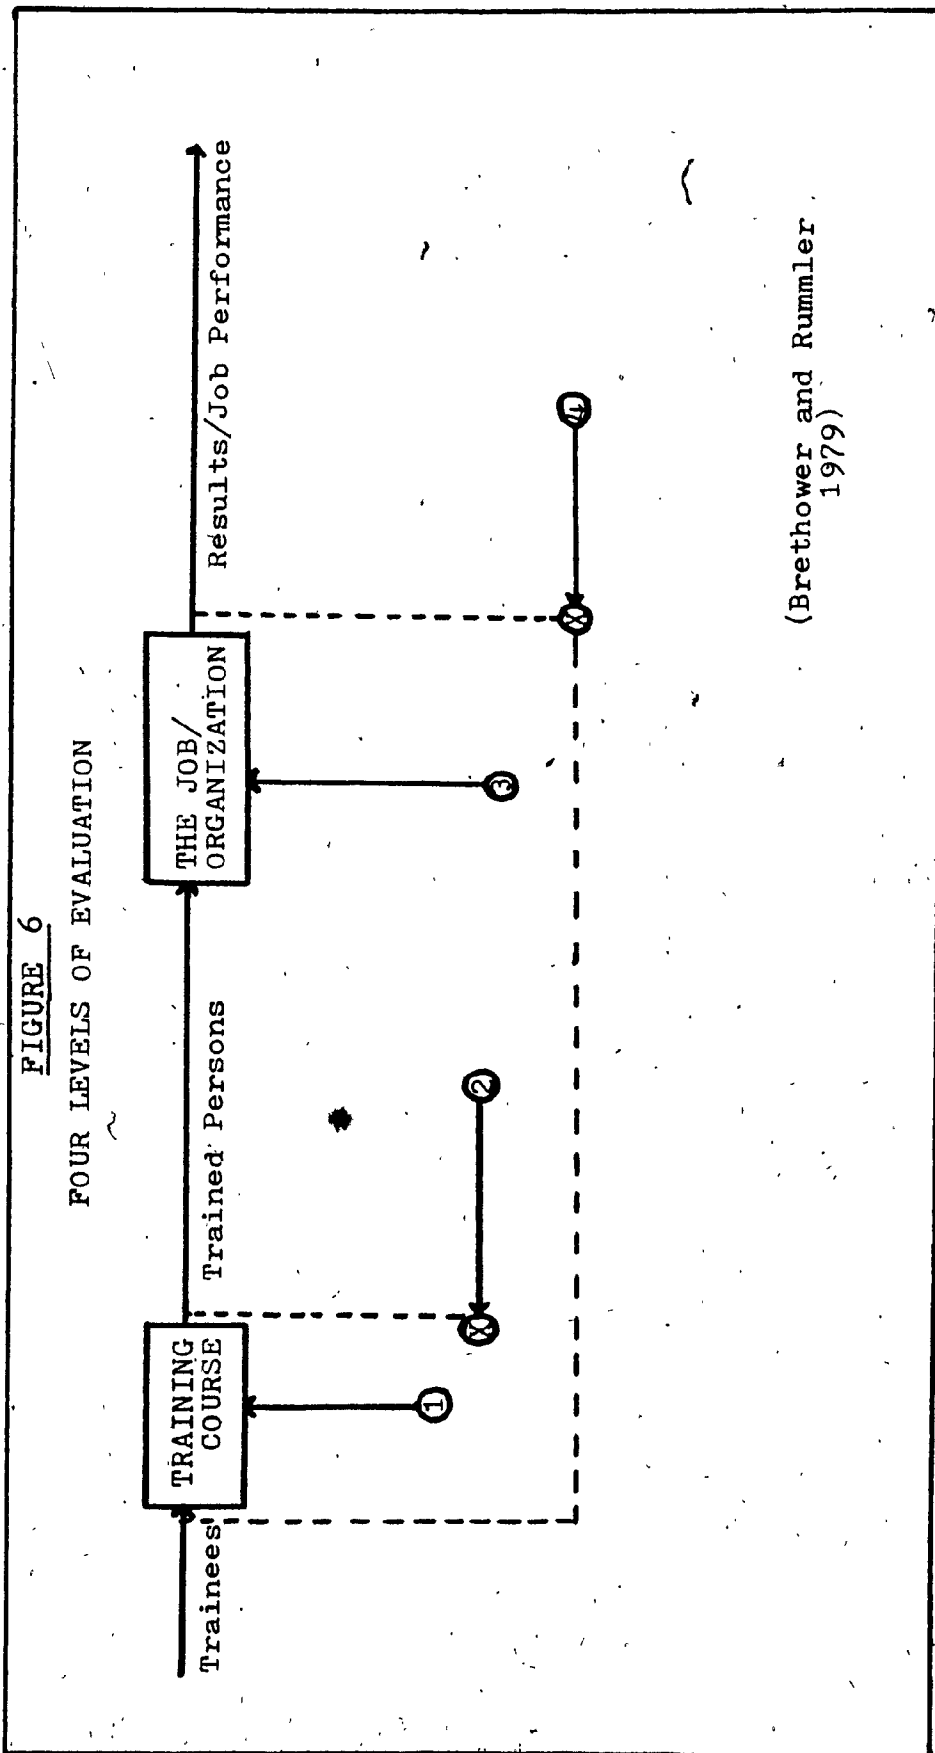 FIGURE 6
FOUR LEVELS OF EVALUATION
Trainees
TRAINING
COURSE
Trained Persons
THE JOB/
ORGANIZATION
Results/Job Performance
1
X
2
3
X
4
(Brethower and Rummler
1979)